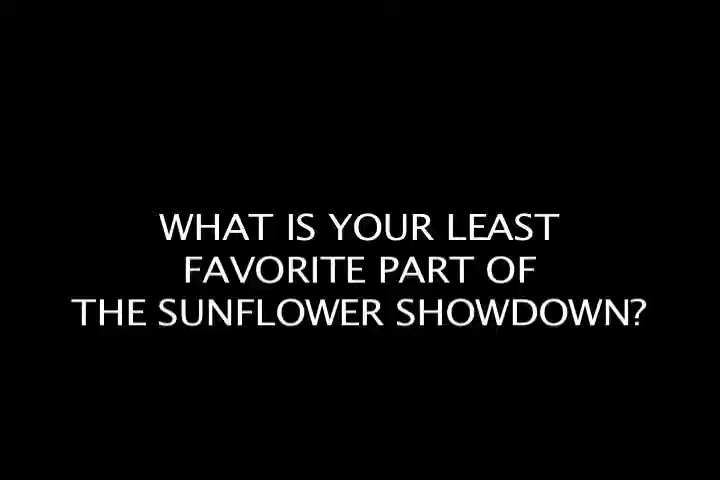 WHAT IS YOUR LEAST
FAVORITE PART OF
THE SUNFLOWER SHOWDOWN?